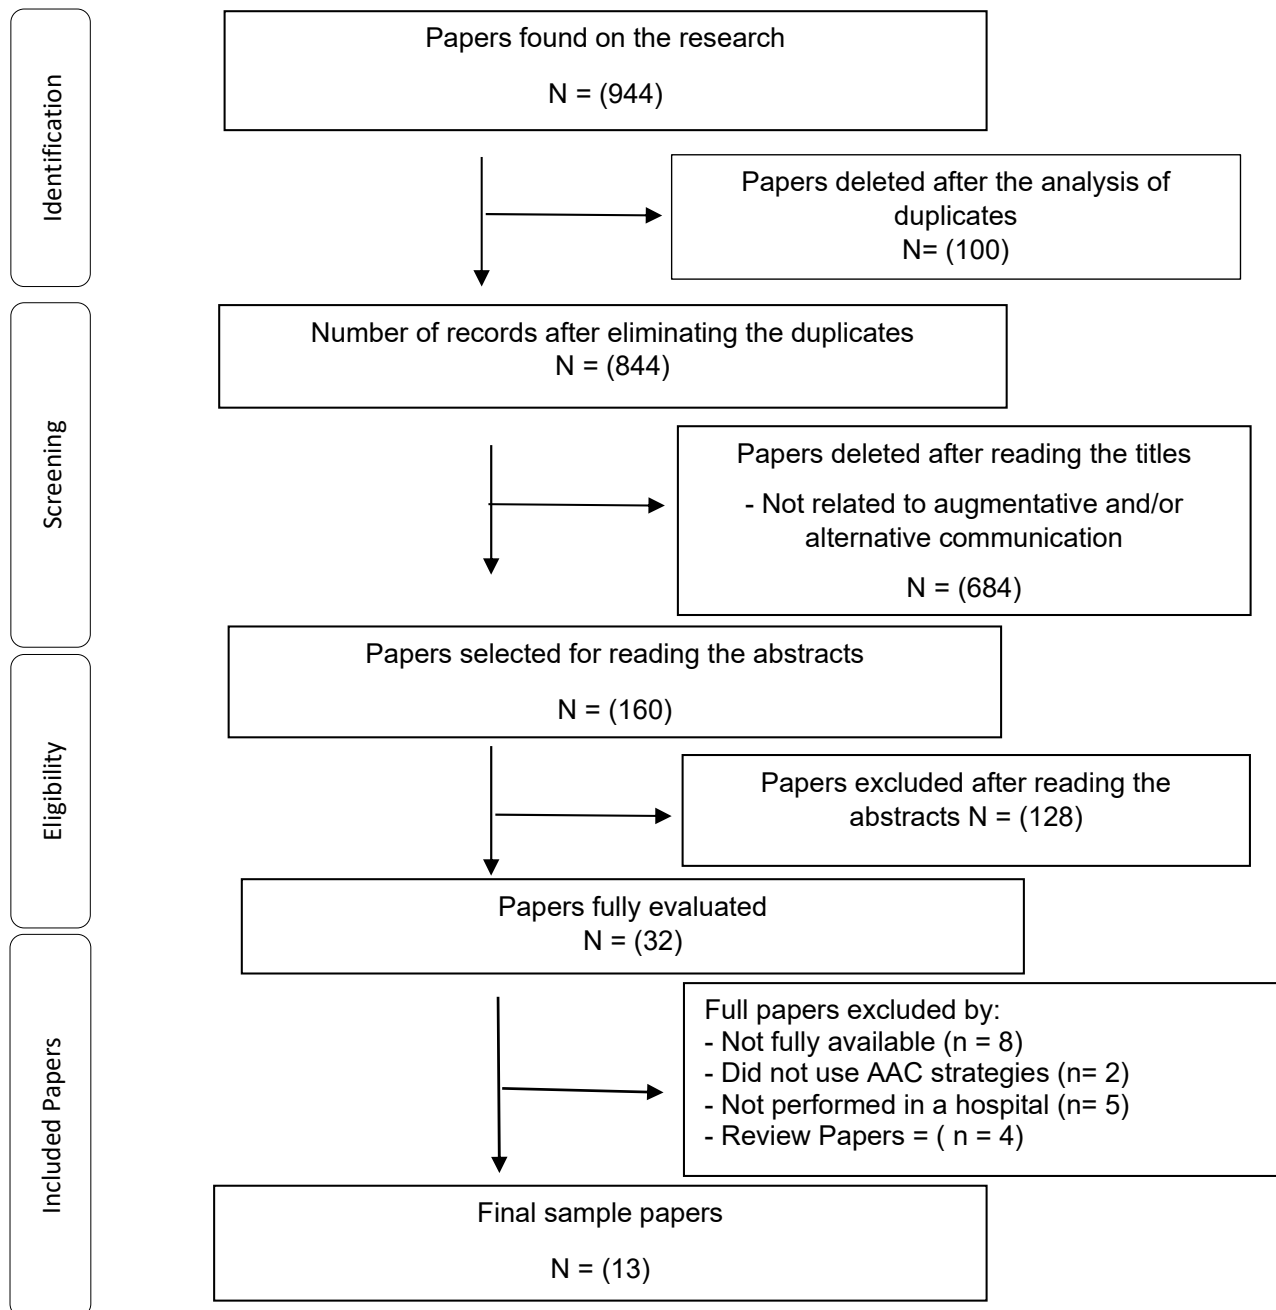 Identification
Papers found on the research
N = (944)
Papers deleted after the analysis of
duplicates
N= (100)
Screening
Number of records after eliminating the duplicates
N = (844)
Papers deleted after reading the titles
- Not related to augmentative and/or
alternative communication
N = (684)
Eligibility
Papers selected for reading the abstracts
N = (160)
Papers excluded after reading the
abstracts N = (128)
Papers fully evaluated
N = (32)
Included Papers
Full papers excluded by:
- Not fully available (n = 8)
- Did not use AAC strategies (n= 2)
- Not performed in a hospital (n= 5)
- Review Papers = ( n = 4)
Final sample papers
N = (13)